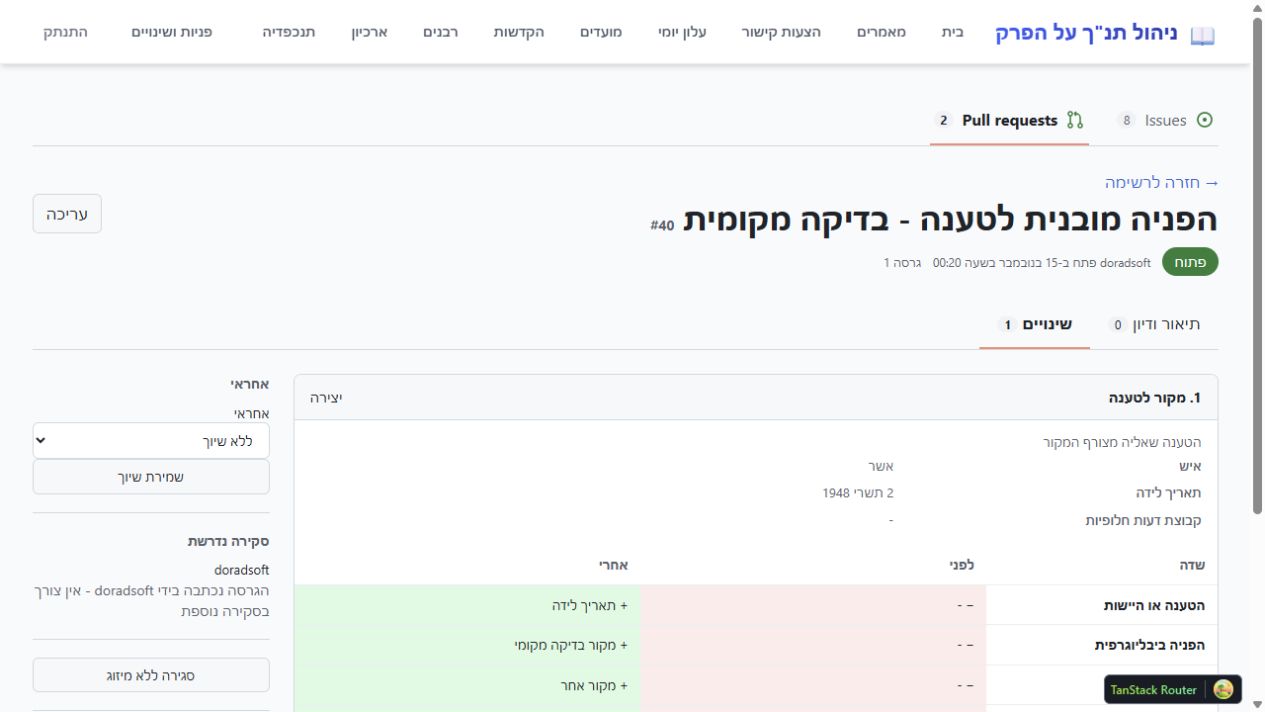 ניהול תנ"ך על הפרק
בית
מאמרים
הצעות קישור
עלון יומי
מועדים
הקדשות
רבנים
ארכיון
תנכפדיה
פניות ושינויים
התנתק
Issues 8
Pull requests 2
→ חזרה לרשימה
הפניה מובנית לטענה - בדיקה מקומית #40
עריכה
פתוח
doradsoft פתח ב-15 בנובמבר בשעה 00:20 גרסה 1
תיאור ודיון 0
שינויים 1
1. מקור לטענה
יצירה
הטענה שאליה מצורף המקור
איש אשר
תאריך לידה 2 תשרי 1948
קבוצת דעות חלופיות -
שדה לפני אחרי
הטענה או היישות − - + תאריך לידה
הפניה ביבליוגרפית − - + מקור בדיקה מקומי
− - + מקור אחר
אחראי
אחראי
ללא שיוך
שמירת שיוך
סקירה נדרשת
doradsoft
הגרסה נכתבה בידי doradsoft - אין צורך
בסקירה נוספת
סגירה ללא מיזוג
TanStack Router